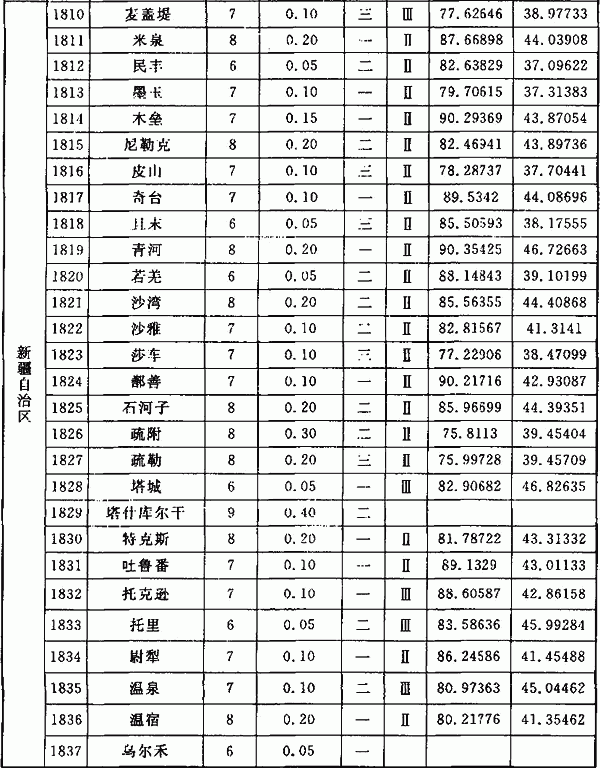 新疆自治区
1810 麦盖提 7 0.10 三 Ⅲ 77.62646 38.97733
1811 米泉 8 0.20 一 Ⅱ 87.66898 44.03908
1812 民丰 6 0.05 二 Ⅱ 82.63829 37.09622
1813 墨玉 7 0.10 一 Ⅱ 79.70615 37.31383
1814 木垒 7 0.15 一 Ⅱ 90.29369 43.87054
1815 尼勒克 8 0.20 二 Ⅱ 82.46941 43.89736
1816 皮山 7 0.10 三 Ⅱ 78.28737 37.70441
1817 奇台 7 0.10 一 Ⅱ 89.5342 44.08696
1818 且末 6 0.05 三 Ⅱ 85.50593 38.17555
1819 青河 8 0.20 一 Ⅱ 90.35425 46.72663
1820 若羌 6 0.05 二 Ⅱ 88.14843 39.10199
1821 沙湾 8 0.20 二 Ⅱ 85.56355 44.40868
1822 沙雅 7 0.10 二 Ⅱ 82.81567 41.3141
1823 莎车 7 0.10 三 Ⅱ 77.22906 38.47099
1824 鄯善 7 0.10 一 Ⅱ 90.21716 42.93087
1825 石河子 8 0.20 二 Ⅱ 85.96699 44.39351
1826 疏附 8 0.30 二 Ⅱ 75.8113 39.45404
1827 疏勒 8 0.20 三 Ⅱ 75.99728 39.45709
1828 塔城 6 0.05 一 Ⅲ 82.90682 46.82635
1829 塔什库尔干 9 0.40 二
1830 特克斯 8 0.20 一 Ⅱ 81.78722 43.31332
1831 吐鲁番 7 0.10 一 Ⅱ 89.1329 43.01133
1832 托克逊 7 0.10 一 Ⅲ 88.60587 42.86158
1833 托里 6 0.05 二 Ⅲ 83.58636 45.99284
1834 尉犁 7 0.10 一 Ⅱ 86.24586 41.45488
1835 温泉 7 0.10 二 Ⅲ 80.97363 45.04462
1836 温宿 8 0.20 一 Ⅱ 80.21776 41.35462
1837 乌尔禾 6 0.05 一